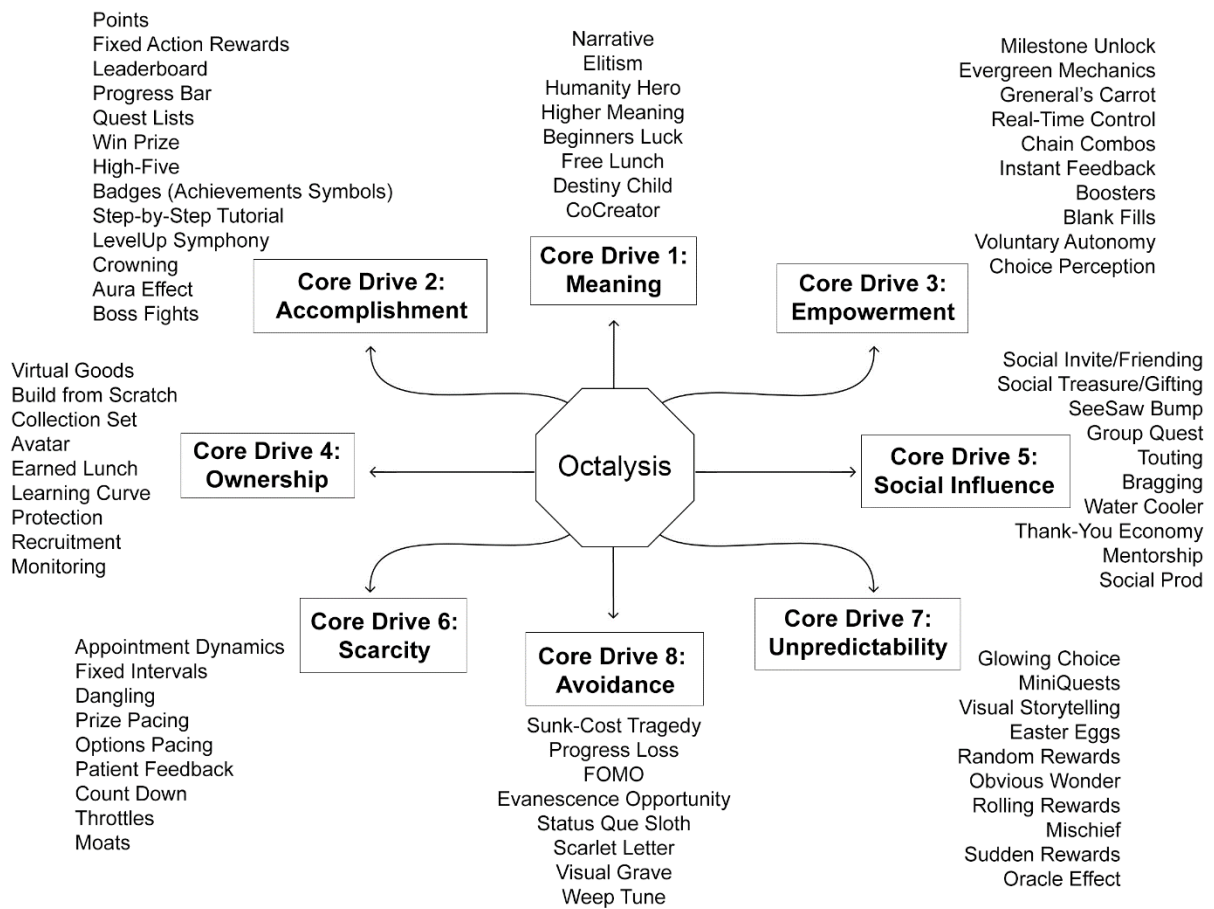 Points
Fixed Action Rewards
Leaderboard
Progress Bar
Quest Lists
Win Prize
High-Five
Badges (Achievements Symbols)
Step-by-Step Tutorial
LevelUp Symphony
Crowning
Aura Effect
Boss Fights
Core Drive 2:
Accomplishment
Narrative
Elitism
Humanity Hero
Higher Meaning
Beginners Luck
Free Lunch
Destiny Child
CoCreator
Core Drive 1:
Meaning
Milestone Unlock
Evergreen Mechanics
Greneral's Carrot
Real-Time Control
Chain Combos
Instant Feedback
Boosters
Blank Fills
Voluntary Autonomy
Choice Perception
Core Drive 3:
Empowerment
Virtual Goods
Build from Scratch
Collection Set
Avatar
Earned Lunch
Learning Curve
Protection
Recruitment
Monitoring
Core Drive 4:
Ownership
Octalysis
Core Drive 5:
Social Influence
Social Invite/Friending
Social Treasure/Gifting
SeeSaw Bump
Group Quest
Touting
Bragging
Water Cooler
Thank-You Economy
Mentorship
Social Prod
Core Drive 6:
Scarcity
Appointment Dynamics
Fixed Intervals
Dangling
Prize Pacing
Options Pacing
Patient Feedback
Count Down
Throttles
Moats
Core Drive 8:
Avoidance
Sunk-Cost Tragedy
Progress Loss
FOMO
Evanescence Opportunity
Status Que Sloth
Scarlet Letter
Visual Grave
Weep Tune
Core Drive 7:
Unpredictability
Glowing Choice
MiniQuests
Visual Storytelling
Easter Eggs
Random Rewards
Obvious Wonder
Rolling Rewards
Mischief
Sudden Rewards
Oracle Effect